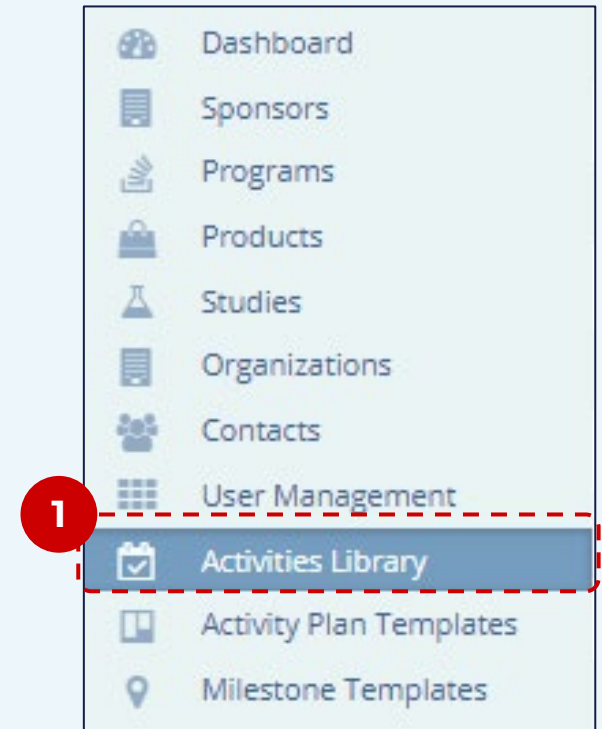 Dashboard
Sponsors
Programs
Products
Studies
Organizations
Contacts
User Management
1
Activities Library
Activity Plan Templates
Milestone Templates